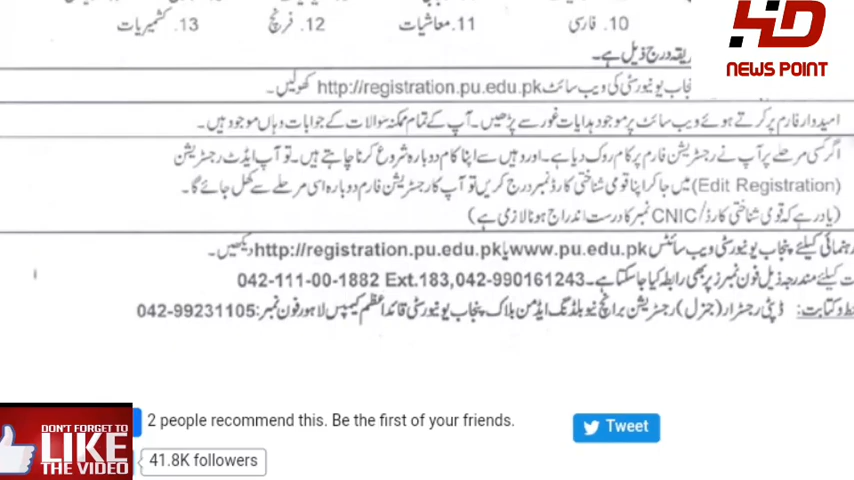 10. فارسی 11. معاشیات 12. فرنچ 13. کشمیریات
HD
NEWS POINT
ریقہ درج ذیل ہے۔
نجاب یونیورسٹی کی ویب سائٹ http://registration.pu.edu.pk کھولیں۔
امیدوار فارم پر کرتے ہوئے ویب سائٹ پر موجود ہدایات غور سے پڑھیں۔ آپ کے تمام ممکنہ سوالات کے جوابات وہاں موجود ہیں۔
اگر کسی مرحلے پر آپ نے رجسٹریشن فارم پر کام روک دیا ہے۔ اور وہیں سے اپنا کام دوبارہ شروع کرنا چاہتے ہیں۔ تو آپ ایڈٹ رجسٹریشن
(Edit Registration) میں جا کر اپنا قومی شناختی کارڈ نمبر درج کریں تو آپ کا رجسٹریشن فارم دوبارہ اسی مرحلے سے کھل جائے گا۔
(یاد رہے کہ قومی شناختی کارڈ/CNIC نمبر کا درست اندراج ہونا لازمی ہے)
رہنمائی کیلئے پنجاب یونیورسٹی ویب سائٹس www.pu.edu.pk یا http://registration.pu.edu.pk دیکھیں۔
ت کیلئے مندرجہ ذیل فون نمبرز پر بھی رابطہ کیا جا سکتا ہے۔ 042-111-00-1882 Ext.183,042-990161243
ط و کتابت: ڈپٹی رجسٹرار (جنرل) رجسٹریشن برانچ نیو بلڈنگ ایڈمن بلاک پنجاب یونیورسٹی قائد اعظم کیمپس لاہور فون نمبر: 042-99231105
2 people recommend this. Be the first of your friends.
Tweet
DON'T FORGET TO
LIKE
THE VIDEO
41.8K followers